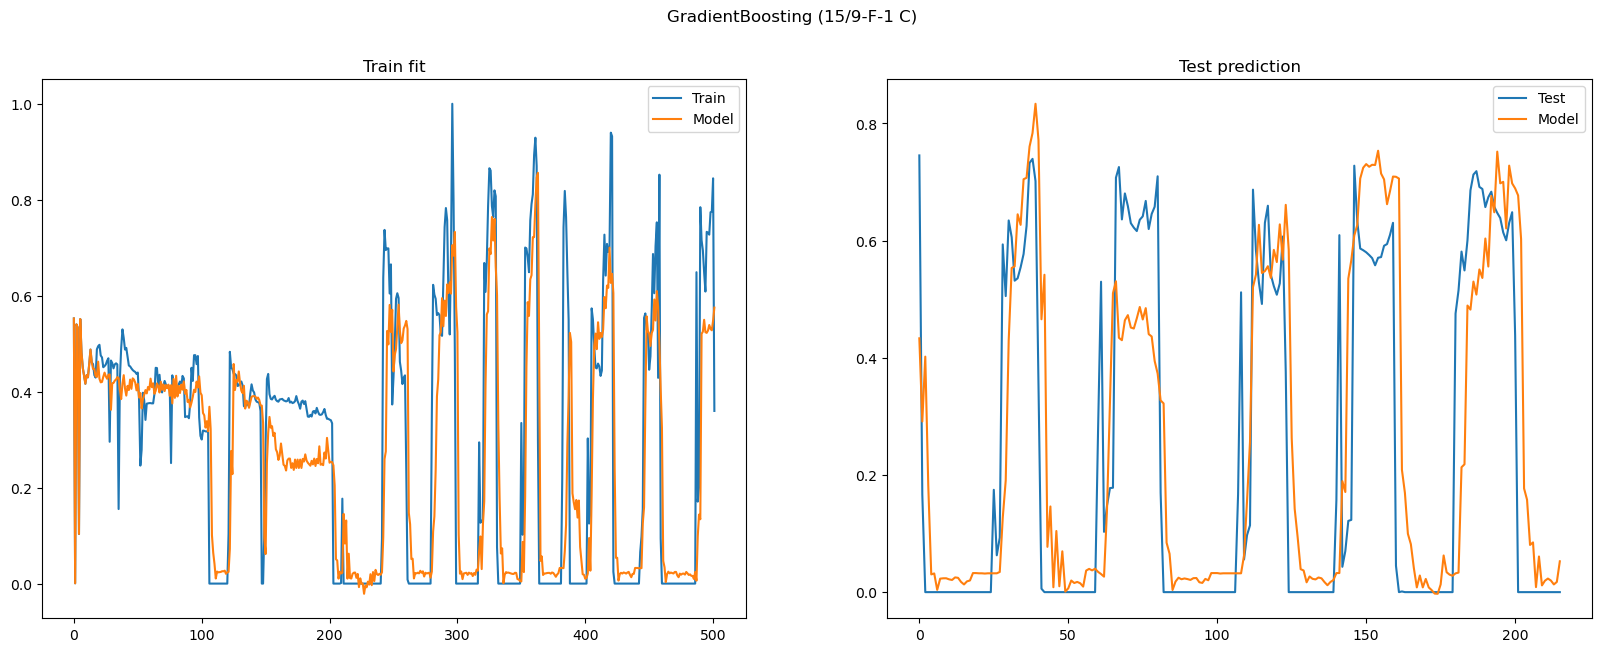 GradientBoosting (15/9-F-1 C)
Train fit
Train
Model
1.0
0.8
0.6
0.4
0.2
0.0
0 100 200 300 400 500
Test prediction
Test
Model
0.8
0.6
0.4
0.2
0.0
0 50 100 150 200